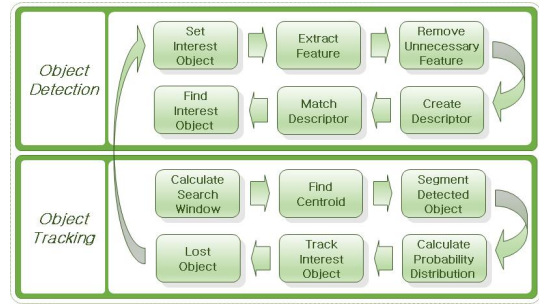 Object
Detection
Set
Interest
Object
Extract
Feature
Remove
Unnecessary
Feature
Find
Interest
Object
Match
Descriptor
Create
Descriptor
Object
Tracking
Calculate
Search
Window
Find
Centroid
Segment
Detected
Object
Lost
Object
Track
Interest
Object
Calculate
Probability
Distribution